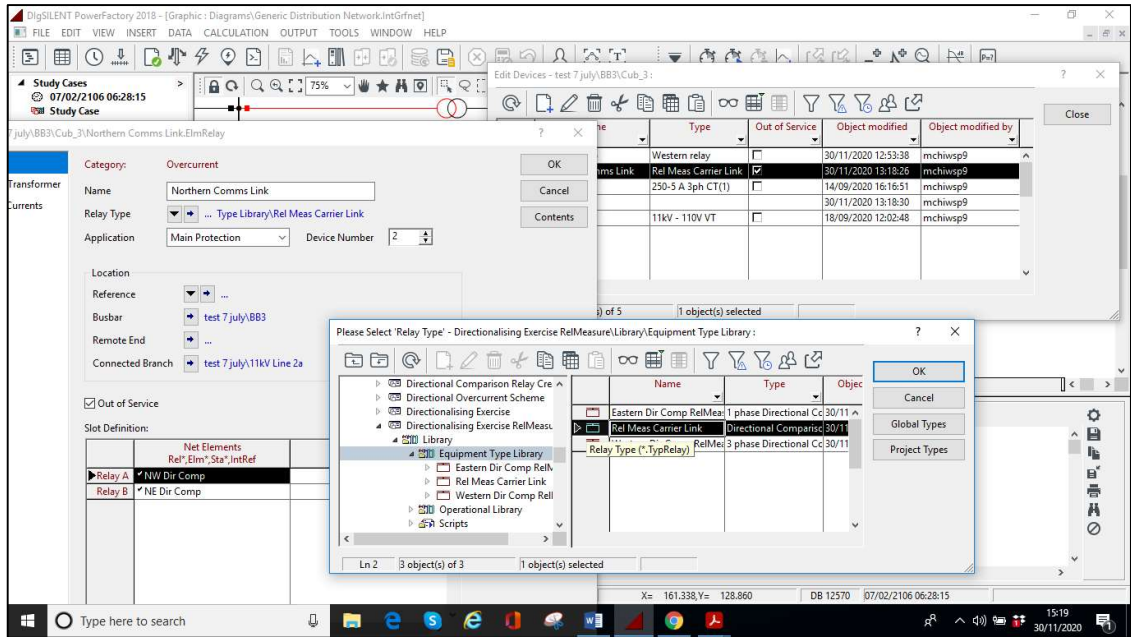 DIgSILENT PowerFactory 2018 - [Graphic : Diagrams\Generic Distribution Network.IntGrfnet]
FILE EDIT VIEW INSERT DATA CALCULATION OUTPUT TOOLS WINDOW HELP
Study Cases
07/02/2106 06:28:15
Study Case
75%
Edit Devices - test 7 july\BB3\Cub_3 :
Close
Type Out of Service Object modified Object modified by
Western relay 30/11/2020 12:53:38 mchiwsp9
mms Link Rel Meas Carrier Link 30/11/2020 13:18:26 mchiwsp9
250-5 A 3ph CT(1) 14/09/2020 16:16:51 mchiwsp9
30/11/2020 13:18:30 mchiwsp9
11kV - 110V VT 18/09/2020 12:02:48 mchiwsp9
) of 5 1 object(s) selected
7 july\BB3\Cub_3\Northern Comms Link.ElmRelay
Transformer
Currents
Category: Overcurrent
Name Northern Comms Link
Relay Type ... Type Library\Rel Meas Carrier Link
Application Main Protection Device Number 2
OK
Cancel
Contents
Location
Reference ...
Busbar test 7 july\BB3
Remote End ...
Connected Branch test 7 july\11kV Line 2a
Out of Service
Slot Definition:
Net Elements
Rel*,Elm*,Sta*,IntRef
Relay A NW Dir Comp
Relay B NE Dir Comp
Please Select 'Relay Type' - Directionalising Exercise RelMeasure\Library\Equipment Type Library :
Directional Comparison Relay Cre
Directional Overcurrent Scheme
Directionalising Exercise
Directionalising Exercise RelMeasu
Library
Equipment Type Library
Eastern Dir Comp RelM
Rel Meas Carrier Link
Western Dir Comp Rel
Operational Library
Scripts
Name Type Objec
Eastern Dir Comp RelMea 1 phase Directional Co 30/11
Rel Meas Carrier Link Directional Comparisc 30/11
RelMea 3 phase Directional Co 30/11
Relay Type (*.TypRelay)
OK
Cancel
Global Types
Project Types
Ln 2 3 object(s) of 3 1 object(s) selected
X= 161.338,Y= 128.860 DB 12570 07/02/2106 06:28:15
Type here to search
15:19
30/11/2020